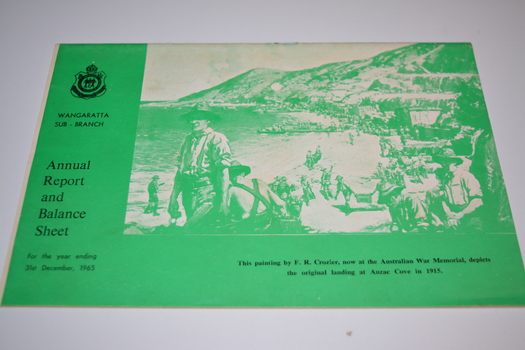 WANGARATTA
SUB - BRANCH
Annual
Report
and
Balance
Sheet
for the year ending
31st December, 1965
This painting by F. R. Crozier, now at the Australian War Memorial, depicts
the original landing at Anzac Cove in 1915.